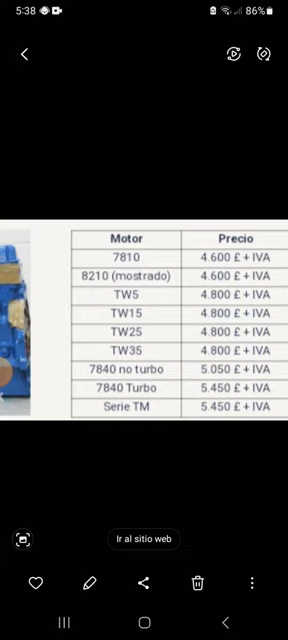 5:38
86%
Motor Precio
7810 4.600 £ + IVA
8210 (mostrado) 4.600 £ + IVA
TW5 4.800 £ + IVA
TW15 4.800 £ + IVA
TW25 4.800 £ + IVA
TW35 4.800 £ + IVA
7840 no turbo 5.050 £ + IVA
7840 Turbo 5.450 £ + IVA
Serie TM 5.450 £ + IVA
Ir al sitio web